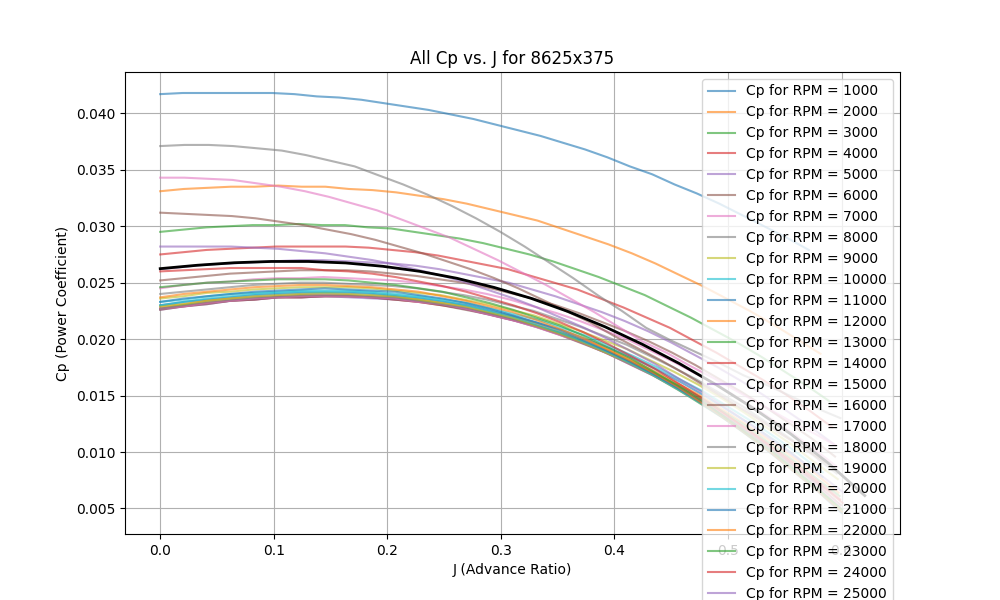 All Cp vs. J for 8625x375
Cp (Power Coefficient)
0.040
0.035
0.030
0.025
0.020
0.015
0.010
0.005
0.0
0.1
0.2
0.3
0.4
0.5
J (Advance Ratio)
Cp for RPM = 1000
Cp for RPM = 2000
Cp for RPM = 3000
Cp for RPM = 4000
Cp for RPM = 5000
Cp for RPM = 6000
Cp for RPM = 7000
Cp for RPM = 8000
Cp for RPM = 9000
Cp for RPM = 10000
Cp for RPM = 11000
Cp for RPM = 12000
Cp for RPM = 13000
Cp for RPM = 14000
Cp for RPM = 15000
Cp for RPM = 16000
Cp for RPM = 17000
Cp for RPM = 18000
Cp for RPM = 19000
Cp for RPM = 20000
Cp for RPM = 21000
Cp for RPM = 22000
Cp for RPM = 23000
Cp for RPM = 24000
Cp for RPM = 25000